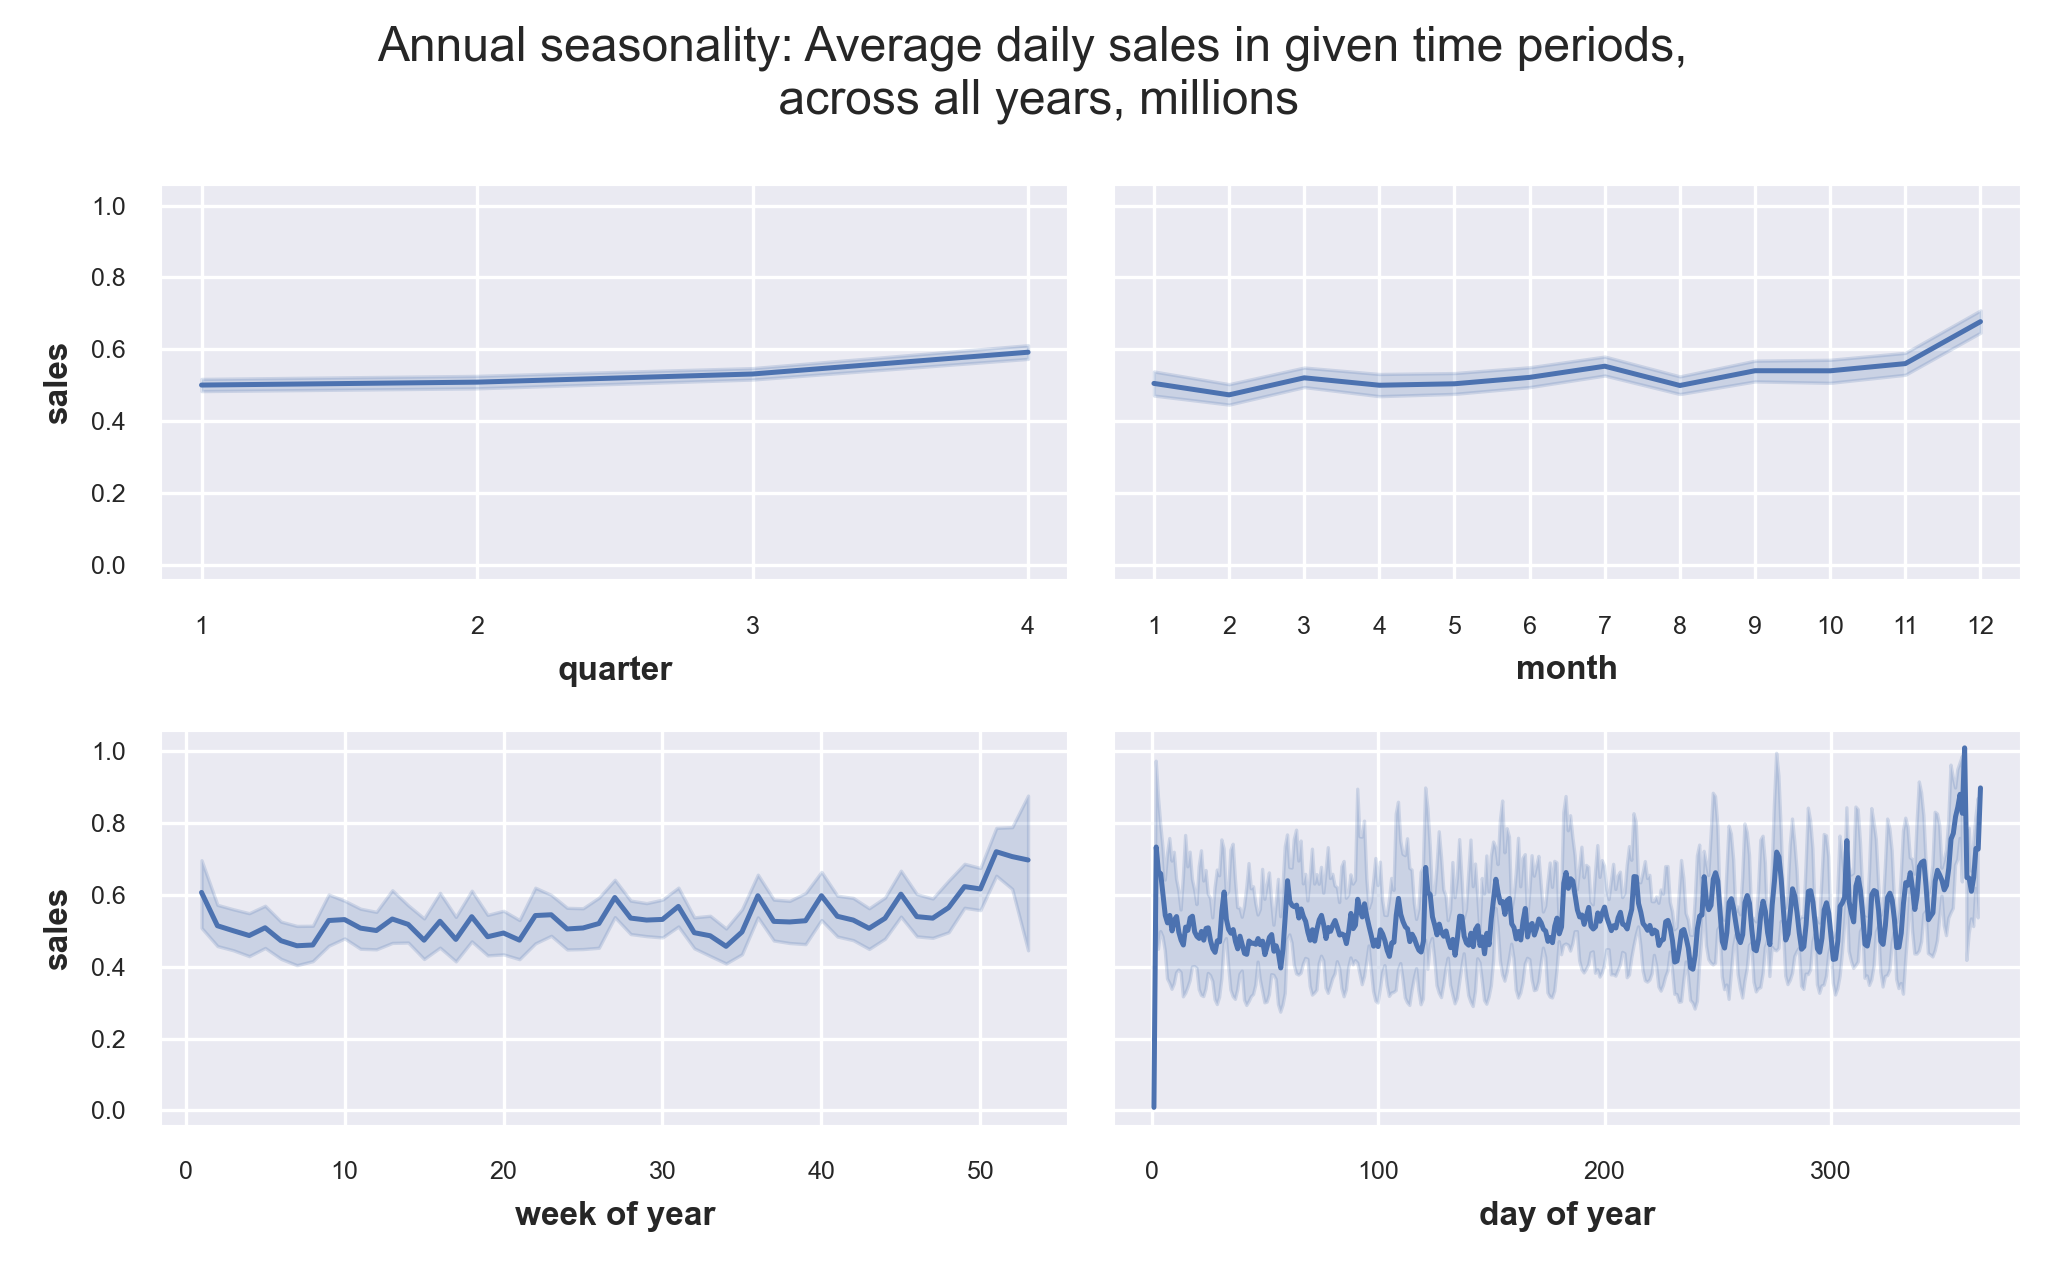 Annual seasonality: Average daily sales in given time periods,
across all years, millions
sales
1.0
0.8
0.6
0.4
0.2
0.0
1 2 3 4
quarter
1 2 3 4 5 6 7 8 9 10 11 12
month
sales
1.0
0.8
0.6
0.4
0.2
0.0
0 10 20 30 40 50
week of year
0 100 200 300
day of year